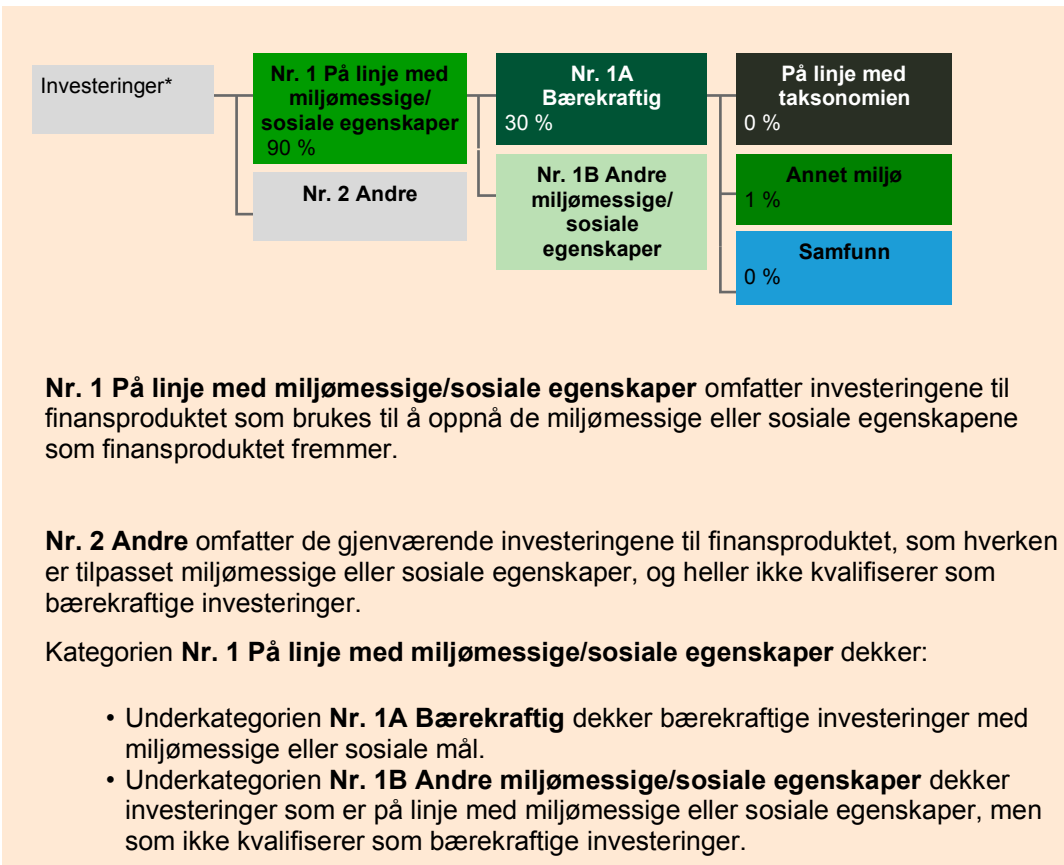 Investeringer*
Nr. 1 På linje med
miljømessige/
sosiale egenskaper
90 %
Nr. 2 Andre
Nr. 1A
Bærekraftig
30 %
Nr. 1B Andre
miljømessige/
sosiale
egenskaper
På linje med
taksonomien
0 %
Annet miljø
1 %
Samfunn
0 %
Nr. 1 På linje med miljømessige/sosiale egenskaper omfatter investeringene til
finansproduktet som brukes til å oppnå de miljømessige eller sosiale egenskapene
som finansproduktet fremmer.
Nr. 2 Andre omfatter de gjenværende investeringene til finansproduktet, som hverken
er tilpasset miljømessige eller sosiale egenskaper, og heller ikke kvalifiserer som
bærekraftige investeringer.
Kategorien Nr. 1 På linje med miljømessige/sosiale egenskaper dekker:
• Underkategorien Nr. 1A Bærekraftig dekker bærekraftige investeringer med
miljømessige eller sosiale mål.
• Underkategorien Nr. 1B Andre miljømessige/sosiale egenskaper dekker
investeringer som er på linje med miljømessige eller sosiale egenskaper, men
som ikke kvalifiserer som bærekraftige investeringer.